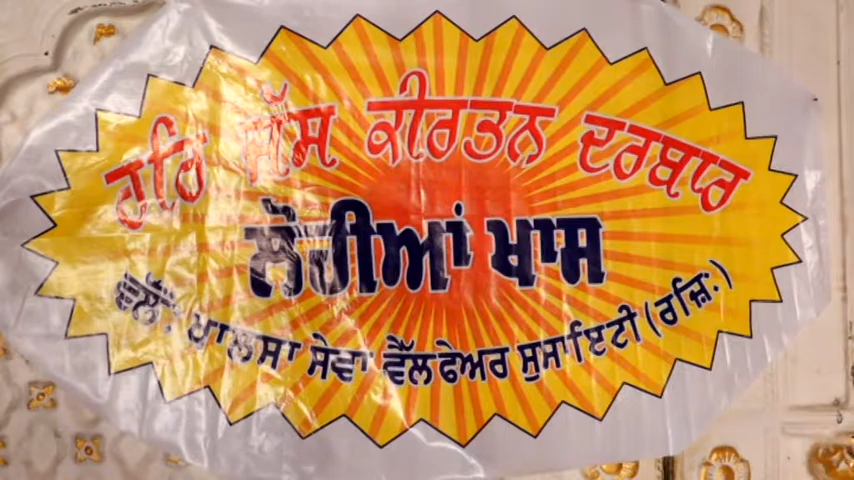 ਹਰਿ ਜੱਸ ਕੀਰਤਨ ਦਰਬਾਰ
ਲੋਹੀਆਂ ਖਾਸ
ਵੱਲੋਂ: ਖਾਲਸਾ ਸੇਵਾ ਵੈੱਲਫੇਅਰ ਸੁਸਾਇਟੀ (ਰਜ਼ਿ:)